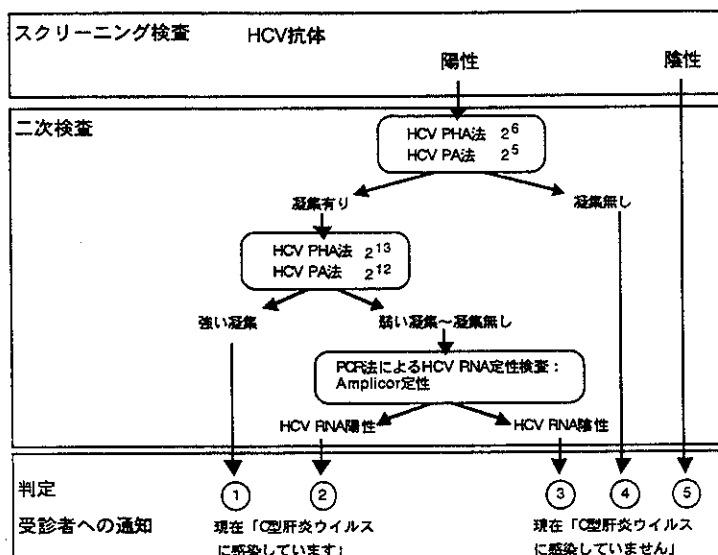 スクリーニング検査 HCV抗体
陽性 陰性
二次検査
HCV PHA法 2⁶
HCV PA法 2⁵
凝集有り 凝集無し
HCV PHA法 2¹³
HCV PA法 2¹²
強い凝集 弱い凝集～凝集無し
PCR法によるHCV RNA定性検査：
Amplicor定性
HCV RNA陽性 HCV RNA陰性
判定 ① ② ③ ④ ⑤
受診者への通知
現在「C型肝炎ウイルス
に感染しています」
現在「C型肝炎ウイルス
に感染していません」